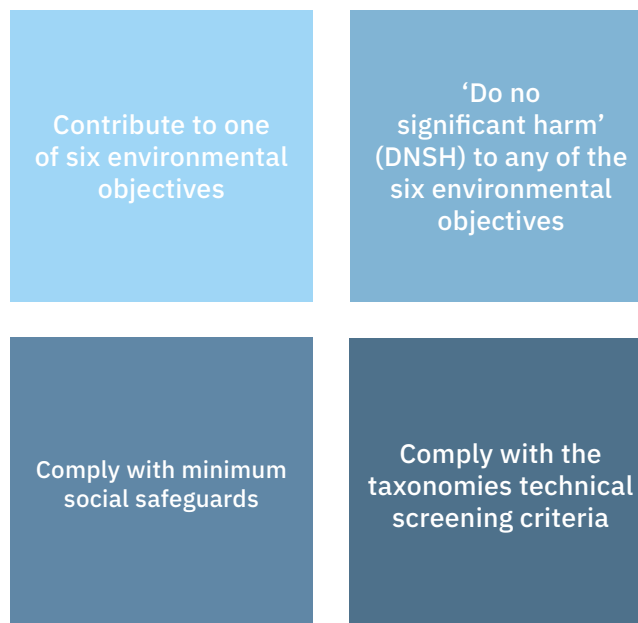 Contribute to one
of six environmental
objectives
‘Do no
significant harm’
(DNSH) to any of the
six environmental
objectives
Comply with minimum
social safeguards
Comply with the
taxonomies technical
screening criteria